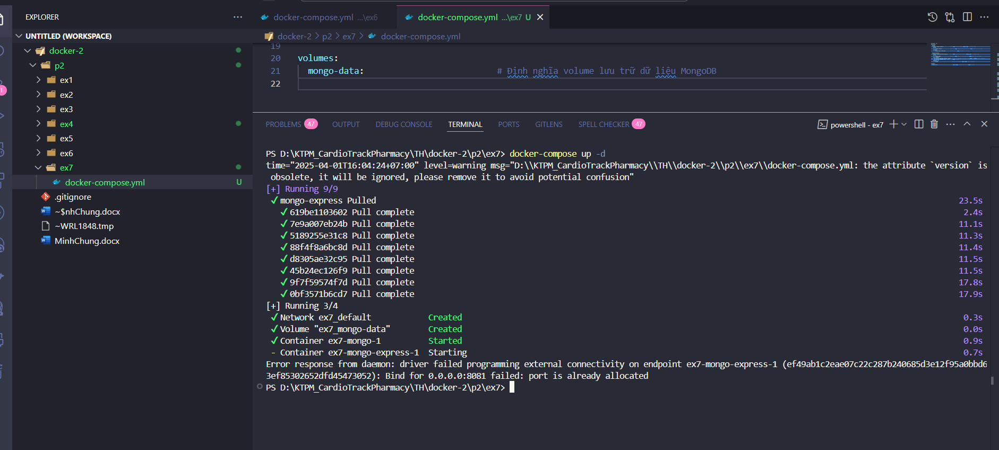 EXPLORER
UNTITLED (WORKSPACE)
docker-2
p2
ex1
ex2
ex3
ex4
ex5
ex6
ex7
docker-compose.yml U
.gitignore
~$nhChung.docx
~WRL1848.tmp
MinhChung.docx
1
docker-compose.yml ...\ex6
docker-compose.yml ...\ex7 U
docker-2 > p2 > ex7 > docker-compose.yml
19
20 volumes:
21 mongo-data: # Định nghĩa volume lưu trữ dữ liệu MongoDB
22
PROBLEMS 47 OUTPUT DEBUG CONSOLE TERMINAL PORTS GITLENS SPELL CHECKER 47
powershell - ex7
PS D:\KTPM_CardioTrackPharmacy\TH\docker-2\p2\ex7> docker-compose up -d
time="2025-04-01T16:04:24+07:00" level=warning msg="D:\\KTPM_CardioTrackPharmacy\\TH\\docker-2\\p2\\ex7\\docker-compose.yml: the attribute `version` is
obsolete, it will be ignored, please remove it to avoid potential confusion"
[+] Running 9/9
✔ mongo-express Pulled 23.5s
✔ 619be1103602 Pull complete 2.4s
✔ 7e9a007eb24b Pull complete 11.1s
✔ 5189255e31c8 Pull complete 11.3s
✔ 88f4f8a6bc8d Pull complete 11.4s
✔ d8305ae32c95 Pull complete 11.5s
✔ 45b24ec126f9 Pull complete 11.5s
✔ 9f7f59574f7d Pull complete 17.8s
✔ 0bf3571b6cd7 Pull complete 17.9s
[+] Running 3/4
✔ Network ex7_default Created 0.3s
✔ Volume "ex7_mongo-data" Created 0.0s
✔ Container ex7-mongo-1 Started 0.9s
- Container ex7-mongo-express-1 Starting 0.7s
Error response from daemon: driver failed programming external connectivity on endpoint ex7-mongo-express-1 (ef49ab1c2eae07c22c287b240685d3e12f95a0bbd6
3ef85302652dfd45473052): Bind for 0.0.0.0:8081 failed: port is already allocated
PS D:\KTPM_CardioTrackPharmacy\TH\docker-2\p2\ex7>